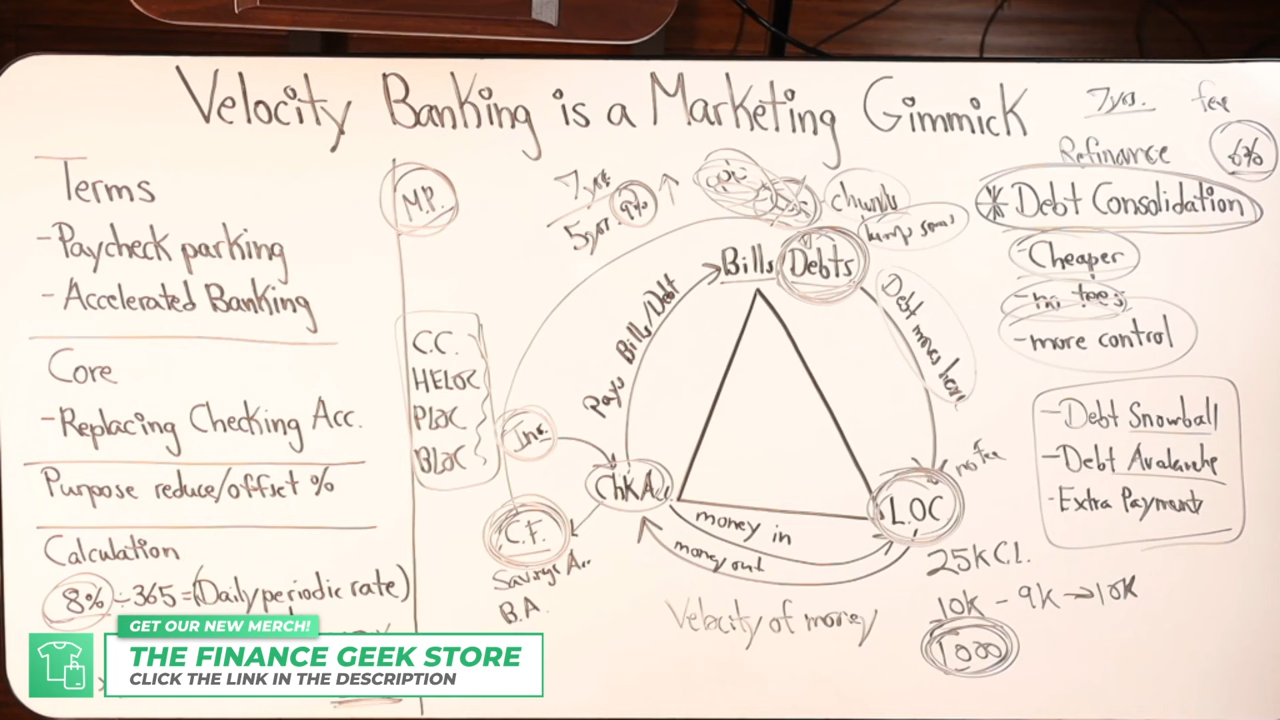 Velocity Banking is a Marketing Gimmick
7yrs. fee
Refinance 6%
Terms
-Paycheck parking
- Accelerated Banking
Core
-Replacing Checking Acc.
Purpose reduce/offset %
Calculation
8% ÷ 365 = (Daily periodic rate)
M.P.
C.C.
HELOC
PLOC
BLOC
7yrs
5yrs. 9%
chunks
lump sum
Bills Debts
Pays Bills/Debt
Debt moves here
Inc.
ChK Acc.
C.F.
Savings A..
B.A.
money in
money out
Velocity of money
L.OC
no fee
25K C.L.
10K - 9K → 10K
1000
* Debt Consolidation
- Cheaper
- no fees
- more control
- Debt Snowball
- Debt Avalanche
- Extra Payments
GET OUR NEW MERCH!
THE FINANCE GEEK STORE
CLICK THE LINK IN THE DESCRIPTION